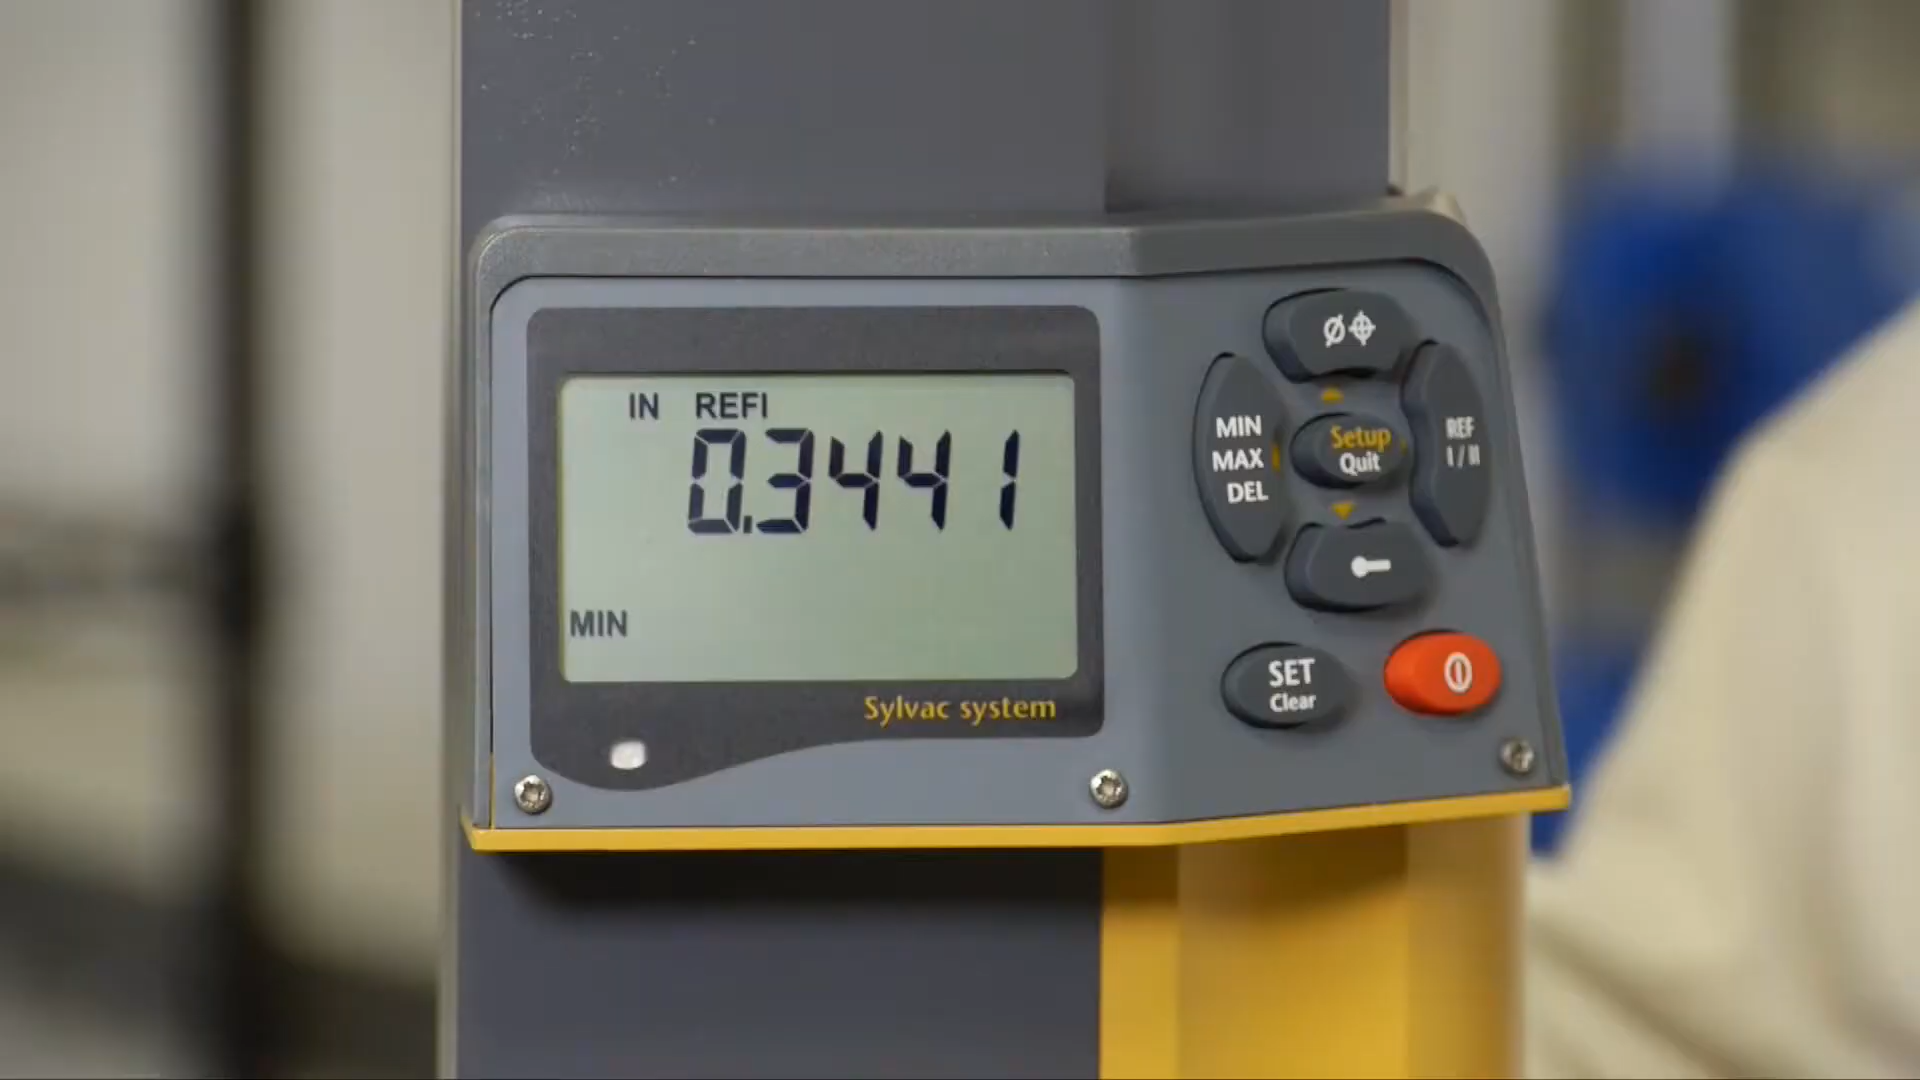 IN REFI
0.3441
MIN
Sylvac system
MIN
MAX
DEL
Setup
Quit
REF
I / II
SET
Clear